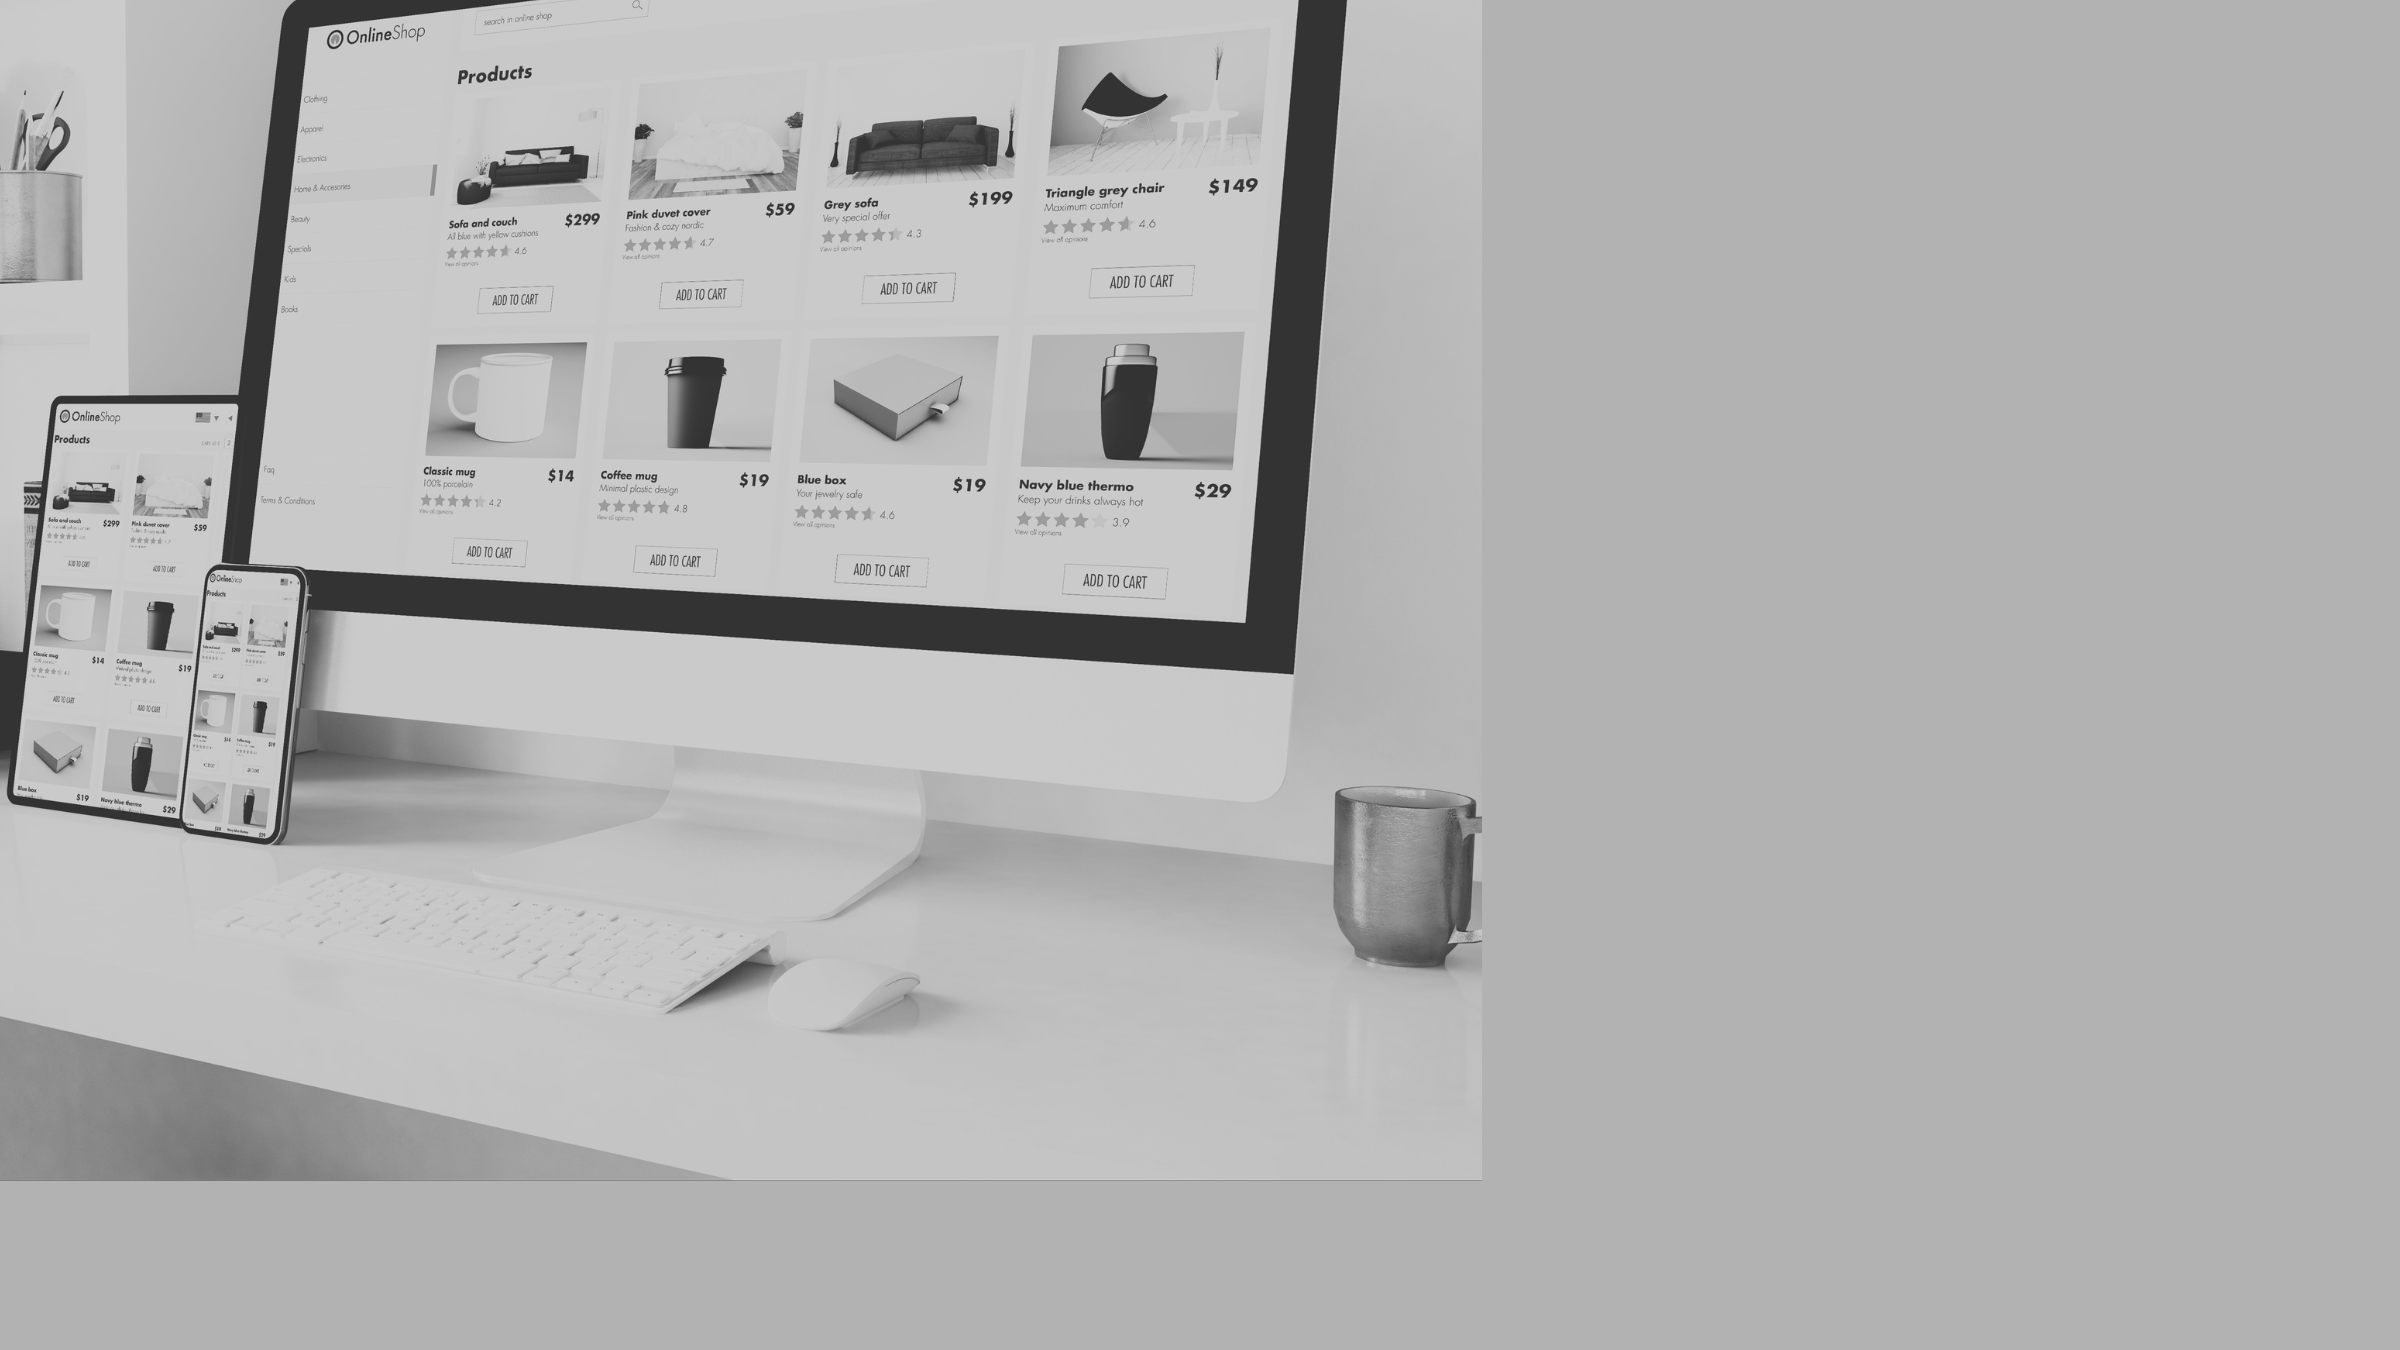 OnlineShop
search in online shop
Products
Clothing
Apparel
Electronics
Home & Accesories
Beauty
Specials
Kids
Books
Faq
Terms & Conditions
Sofa and couch $299
All blue with yellow cushions
4.6
View all opinions
ADD TO CART
Pink duvet cover $59
Fashion & cozy nordic
4.7
View all opinions
ADD TO CART
Grey sofa $199
Very special offer
4.3
View all opinions
ADD TO CART
Triangle grey chair $149
Maximum comfort
4.6
View all opinions
ADD TO CART
Classic mug $14
100% porcelain
4.2
View all opinions
ADD TO CART
Coffee mug $19
Minimal plastic design
4.8
View all opinions
ADD TO CART
Blue box $19
Your jewelry safe
4.6
View all opinions
ADD TO CART
Navy blue thermo $29
Keep your drinks always hot
3.9
View all opinions
ADD TO CART
OnlineShop
Products
Sofa and couch $299
ADD TO CART
Pink duvet cover $59
ADD TO CART
Classic mug $14
ADD TO CART
Coffee mug $19
ADD TO CART
Blue box $19
Navy blue thermo $29
OnlineShop
Products